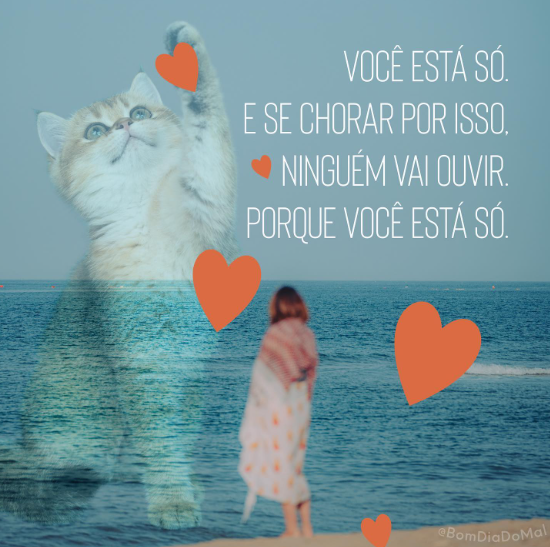 VOCÊ ESTÁ SÓ.
E SE CHORAR POR ISSO,
NINGUÉM VAI OUVIR.
PORQUE VOCÊ ESTÁ SÓ.
@BomDiaDoMal